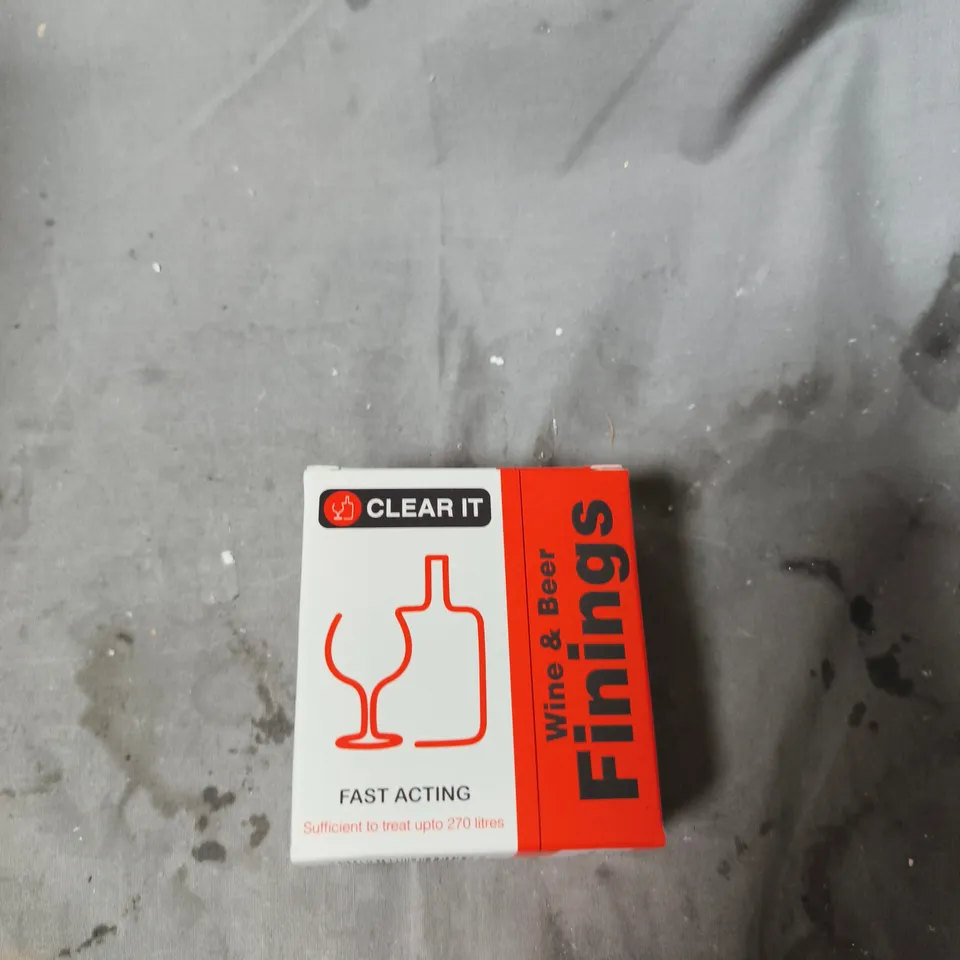 CLEAR IT
FAST ACTING
Sufficient to treat upto 270 litres
Wine & Beer
Finings